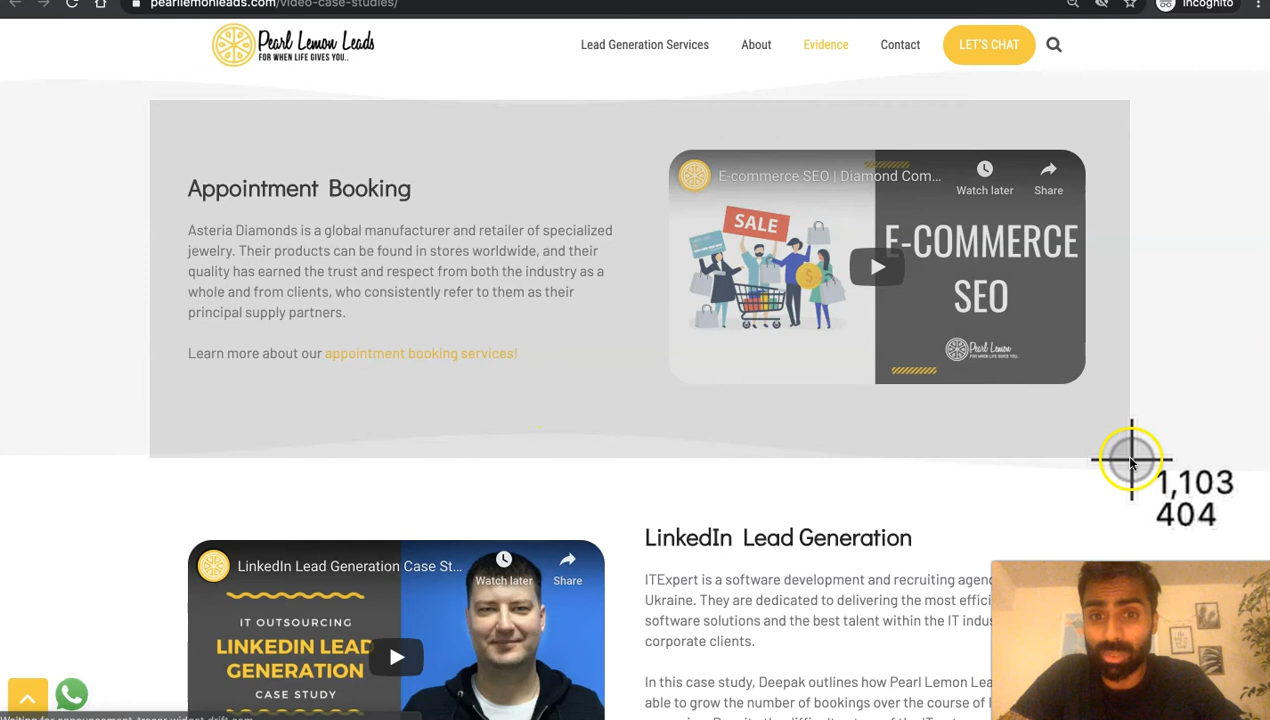 pearllemonleads.com/video-case-studies/
Incognito
Pearl Lemon Leads
FOR WHEN LIFE GIVES YOU..
Lead Generation Services
About
Evidence
Contact
LET'S CHAT
Appointment Booking
Asteria Diamonds is a global manufacturer and retailer of specialized
jewelry. Their products can be found in stores worldwide, and their
quality has earned the trust and respect from both the industry as a
whole and from clients, who consistently refer to them as their
principal supply partners.
Learn more about our appointment booking services!
E-commerce SEO | Diamond Com...
Watch later
Share
SALE
E-COMMERCE
SEO
Pearl Lemon
1,103
404
LinkedIn Lead Generation Case St...
Watch later
Share
IT OUTSOURCING
LINKEDIN LEAD
GENERATION
CASE STUDY
LinkedIn Lead Generation
ITExpert is a software development and recruiting agen
Ukraine. They are dedicated to delivering the most effici
software solutions and the best talent within the IT indus
corporate clients.
In this case study, Deepak outlines how Pearl Lemon Lea
able to grow the number of bookings over the course of